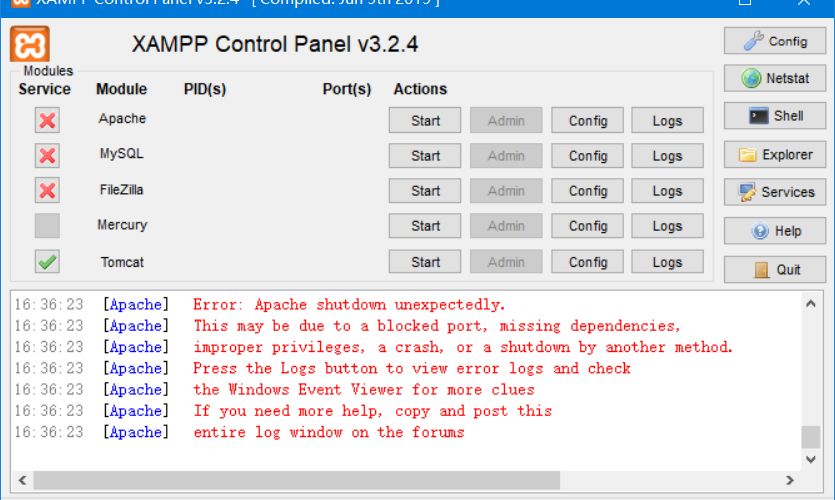 XAMPP Control Panel v3.2.4 [ Compiled: Jun 5th 2019 ]
XAMPP Control Panel v3.2.4
Config
Modules
Service Module PID(s) Port(s) Actions
Netstat
Apache Start Admin Config Logs
Shell
MySQL Start Admin Config Logs
Explorer
FileZilla Start Admin Config Logs
Services
Mercury Start Admin Config Logs
Help
Tomcat Start Admin Config Logs
Quit
16:36:23 [Apache] Error: Apache shutdown unexpectedly.
16:36:23 [Apache] This may be due to a blocked port, missing dependencies,
16:36:23 [Apache] improper privileges, a crash, or a shutdown by another method.
16:36:23 [Apache] Press the Logs button to view error logs and check
16:36:23 [Apache] the Windows Event Viewer for more clues
16:36:23 [Apache] If you need more help, copy and post this
16:36:23 [Apache] entire log window on the forums